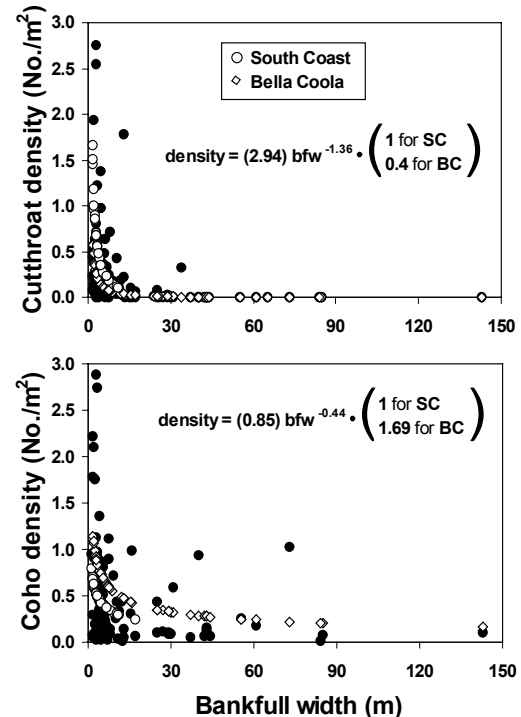 Cutthroat density (No./m²)
3.0
2.5
2.0
1.5
1.0
0.5
0.0
○ South Coast
◇ Bella Coola
density = (2.94) bfw -1.36 • ( 1 for SC
0.4 for BC )
0 30 60 90 120 150
Coho density (No./m²)
3.0
2.5
2.0
1.5
1.0
0.5
0.0
density = (0.85) bfw -0.44 • ( 1 for SC
1.69 for BC )
0 30 60 90 120 150
Bankfull width (m)